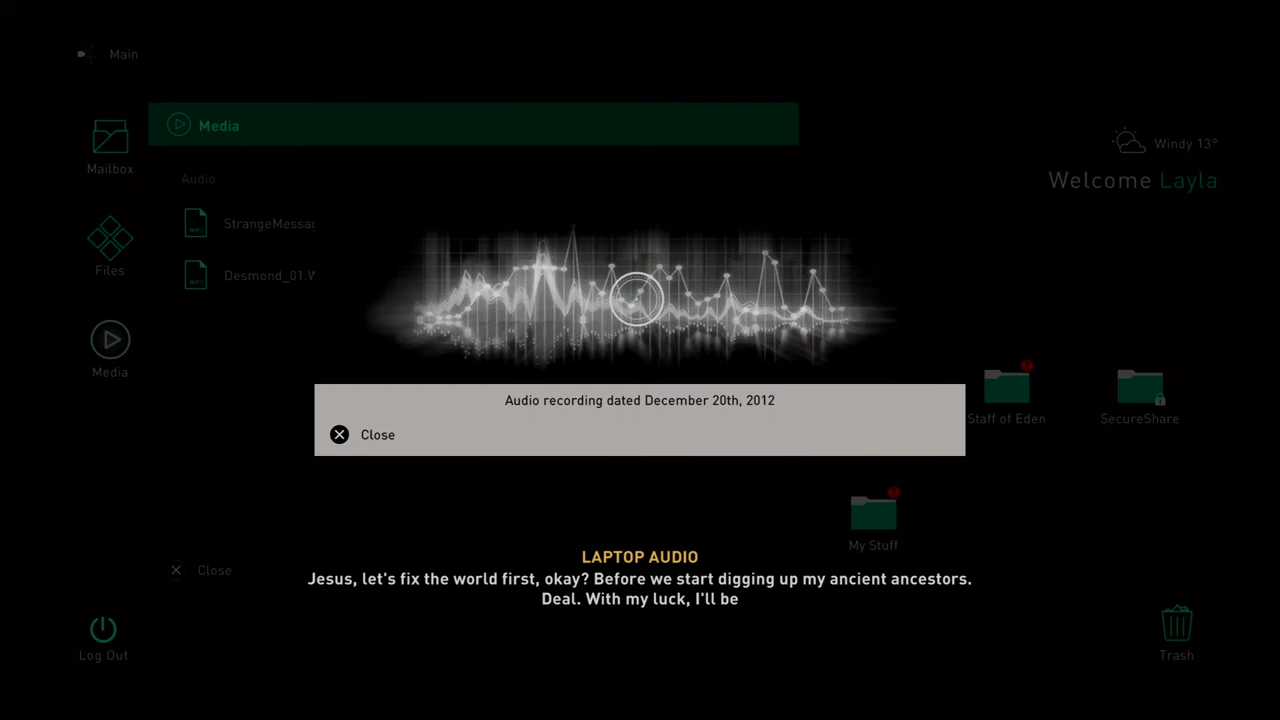 Main
Media
Mailbox
Windy 13°
Welcome Layla
Audio
StrangeMessag
Files
Desmond_01.W
Media
Audio recording dated December 20th, 2012
Close
Staff of Eden
SecureShare
My Stuff
LAPTOP AUDIO
Jesus, let's fix the world first, okay? Before we start digging up my ancient ancestors.
Deal. With my luck, I'll be
Close
Log Out
Trash